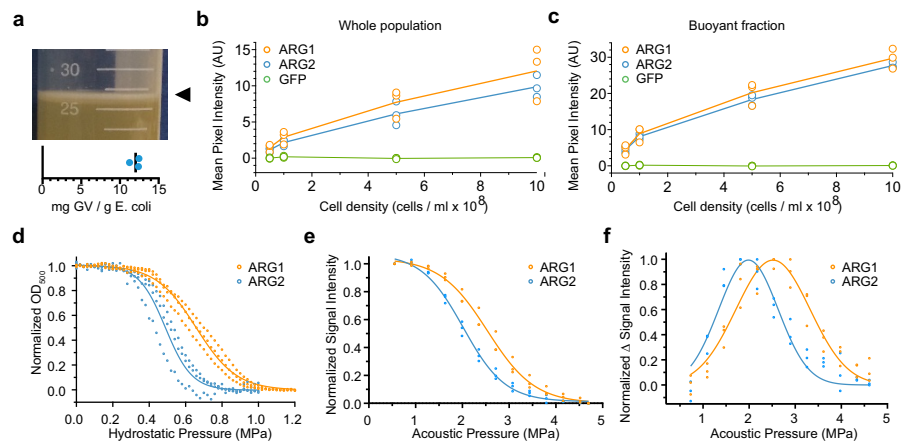 a
30
25
0
5
10
15
mg GV / g E. coli
b
Whole population
ARG1
ARG2
GFP
Mean Pixel Intensity (AU)
15
10
5
0
0
2
4
6
8
10
Cell density (cells / ml x 10⁸)
c
Buoyant fraction
ARG1
ARG2
GFP
Mean Pixel Intensity (AU)
30
20
10
0
0
2
4
6
8
10
Cell density (cells / ml x 10⁸)
d
ARG1
ARG2
Normalized OD₅₀₀
1.0
0.8
0.6
0.4
0.2
0.0
0.0
0.2
0.4
0.6
0.8
1.0
1.2
Hydrostatic Pressure (MPa)
e
ARG1
ARG2
Normalized Signal Intensity
1.0
0.8
0.6
0.4
0.2
0.0
0
1
2
3
4
5
Acoustic Pressure (MPa)
f
ARG1
ARG2
Normalized Δ Signal Intensity
1.0
0.8
0.6
0.4
0.2
0.0
0
1
2
3
4
5
Acoustic Pressure (MPa)